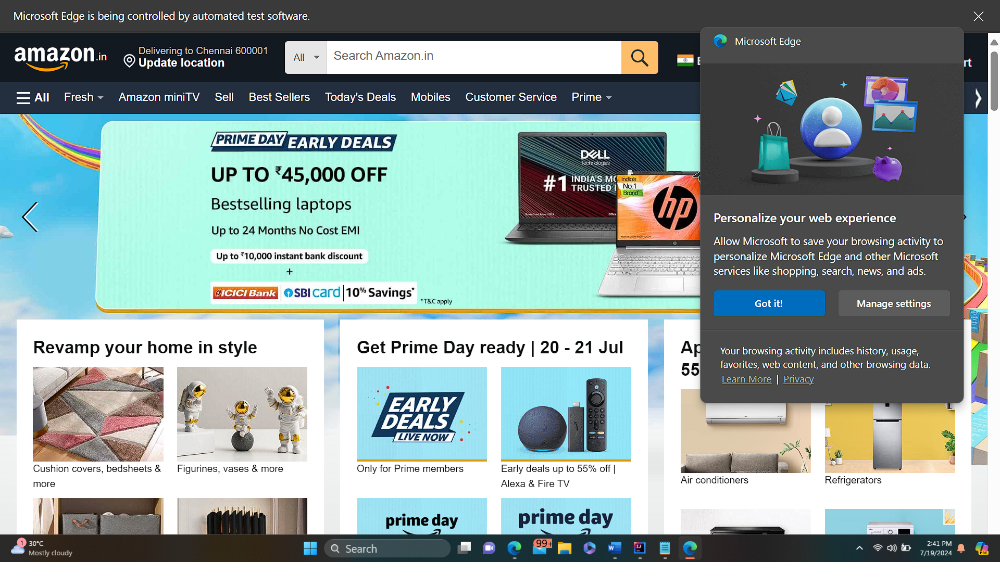 Microsoft Edge is being controlled by automated test software.
amazon.in
Delivering to Chennai 600001
Update location
All
Search Amazon.in
All
Fresh
Amazon miniTV
Sell
Best Sellers
Today's Deals
Mobiles
Customer Service
Prime
PRIME DAY EARLY DEALS
UP TO ₹45,000 OFF
Bestselling laptops
Up to 24 Months No Cost EMI
Up to ₹10,000 instant bank discount
+
ICICI Bank
SBI card
10% Savings*
*T&C apply
DELL
Technologies
#1
TRUSTED
India's
No.1
Brand*
hp
Microsoft Edge
Personalize your web experience
Allow Microsoft to save your browsing activity to
personalize Microsoft Edge and other Microsoft
services like shopping, search, news, and ads.
Got it!
Manage settings
Your browsing activity includes history, usage,
favorites, web content, and other browsing data.
Learn More | Privacy
Revamp your home in style
Cushion covers, bedsheets &
more
Figurines, vases & more
Get Prime Day ready | 20 - 21 Jul
EARLY
DEALS
LIVE NOW
Only for Prime members
Early deals up to 55% off |
Alexa & Fire TV
prime day
prime day
Ap
55
Air conditioners
Refrigerators
1
30°C
Mostly cloudy
Search
99+
2:41 PM
7/19/2024
PRE